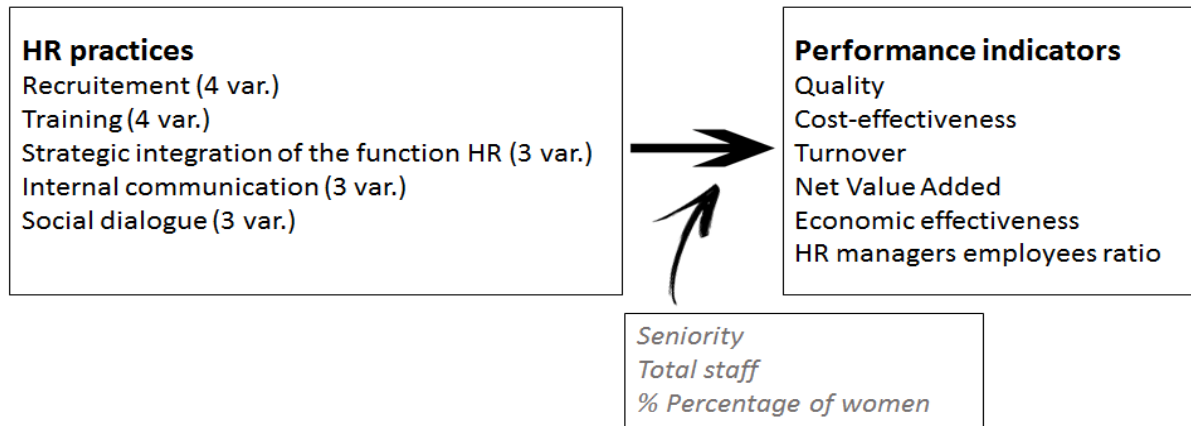 HR practices
Recruitement (4 var.)
Training (4 var.)
Strategic integration of the function HR (3 var.)
Internal communication (3 var.)
Social dialogue (3 var.)
Performance indicators
Quality
Cost-effectiveness
Turnover
Net Value Added
Economic effectiveness
HR managers employees ratio
Seniority
Total staff
% Percentage of women